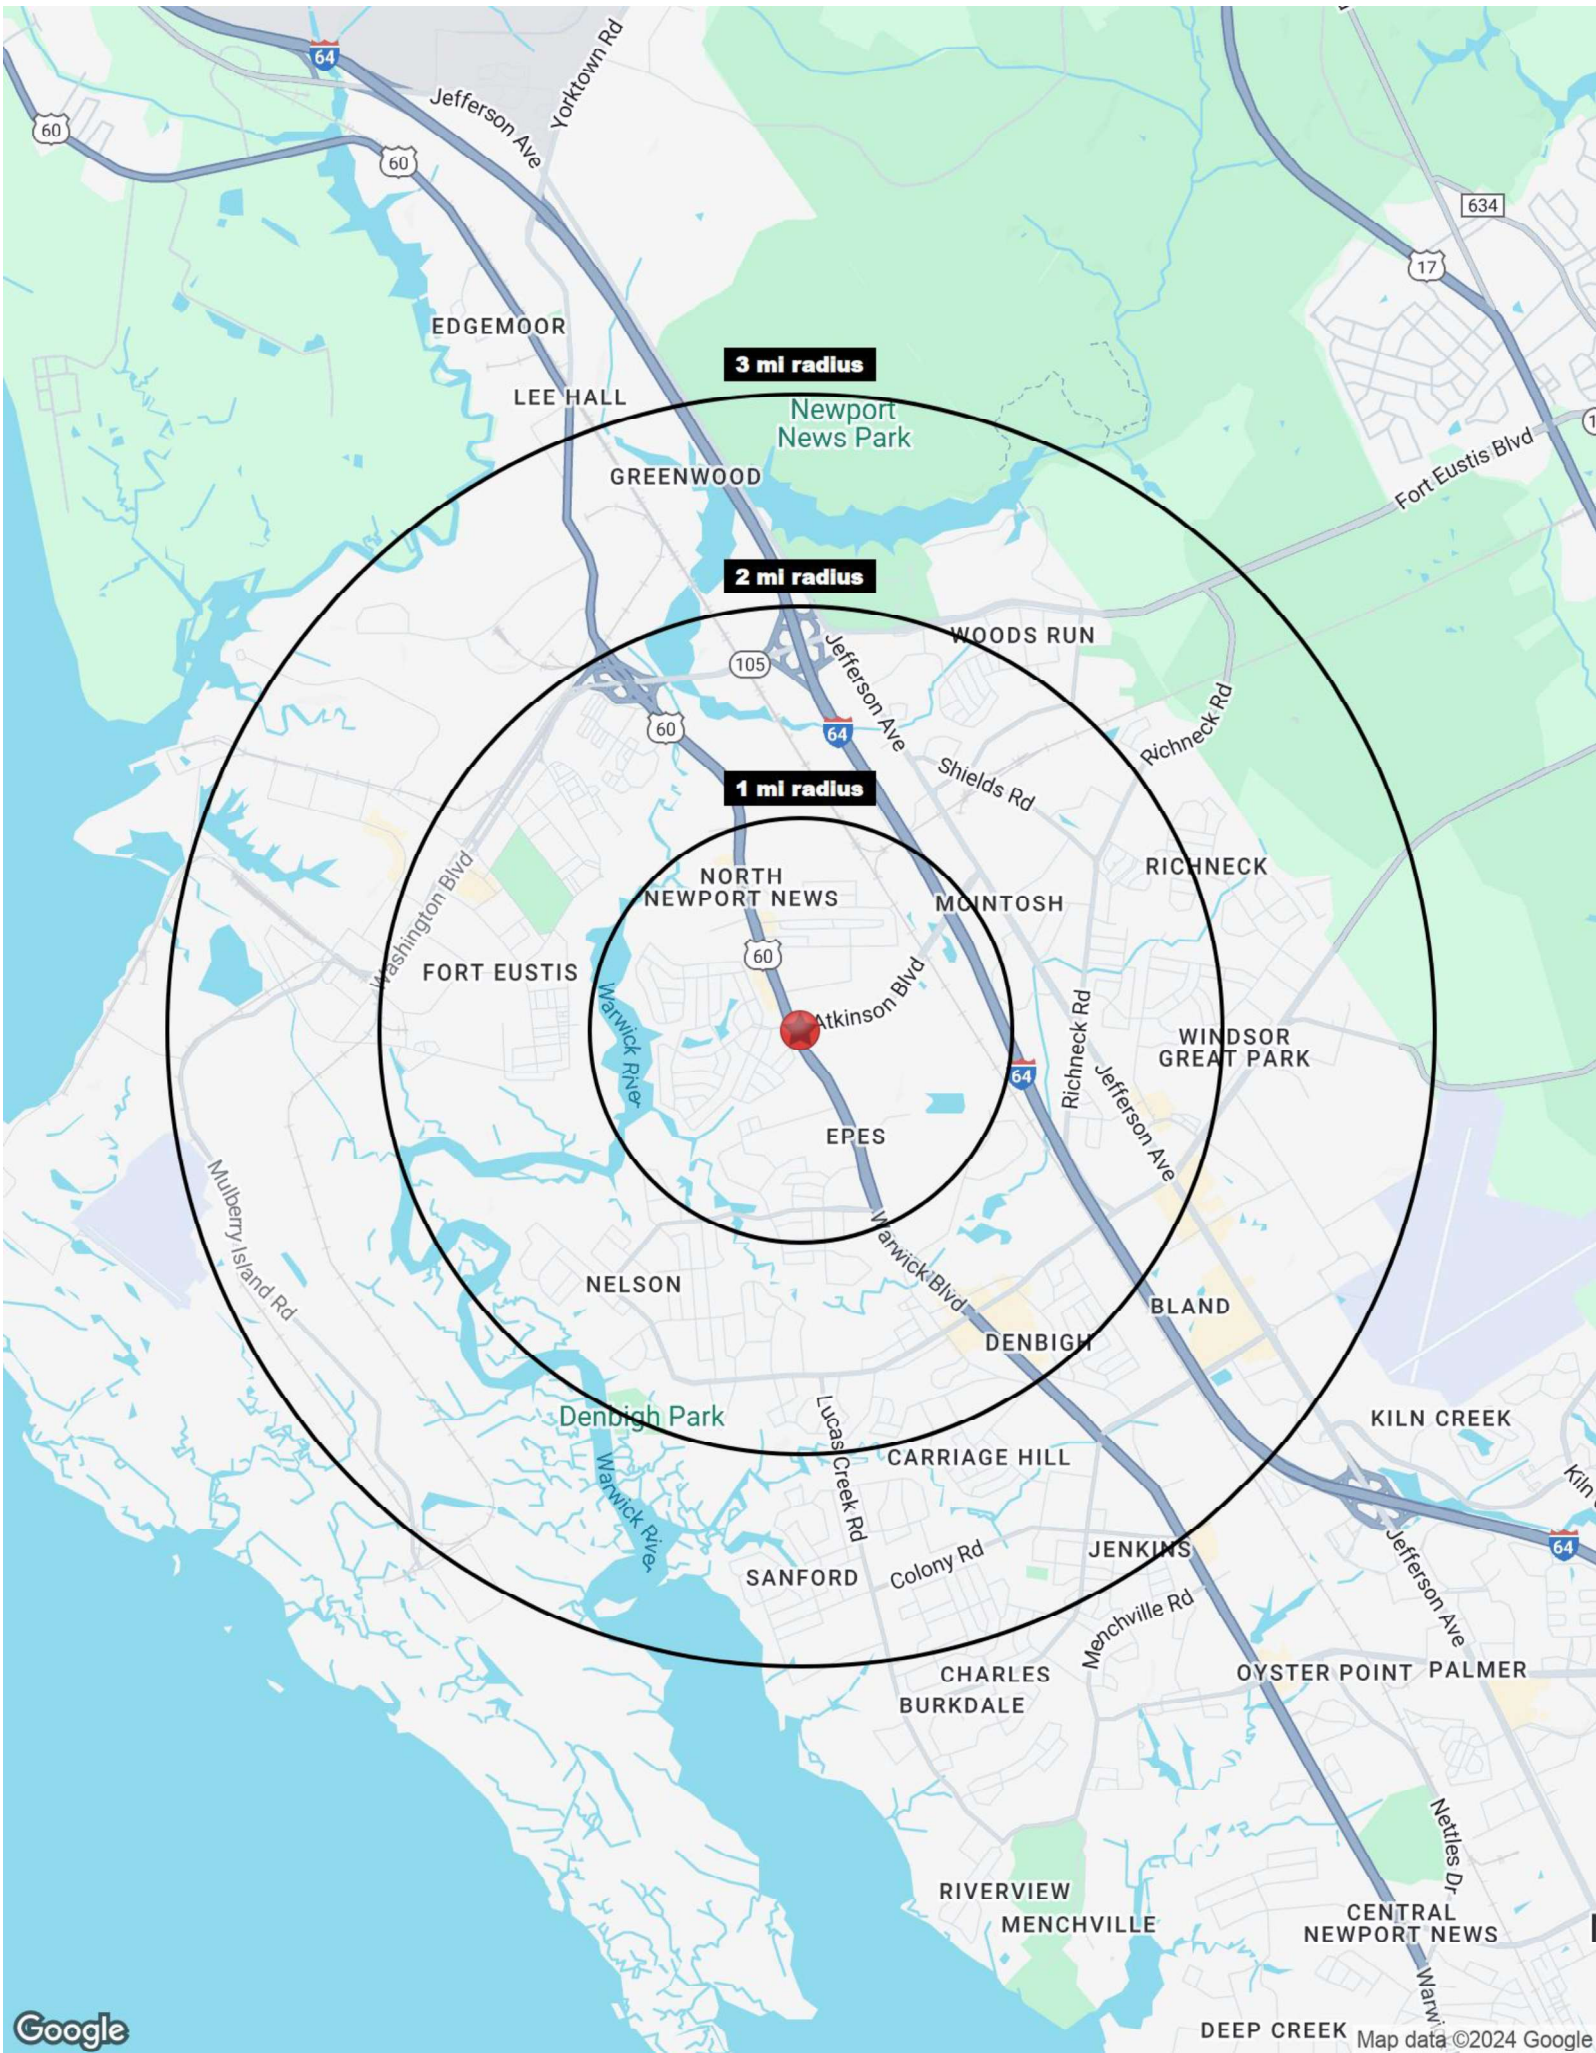 64
Yorktown Rd
Jefferson Ave
60
60
634
17
EDGEMOOR
3 mi radius
LEE HALL
Newport
News Park
Fort Eustis Blvd
GREENWOOD
2 mi radius
WOODS RUN
105
Jefferson Ave
60
64
Richneck Rd
Shields Rd
1 mi radius
RICHNECK
NORTH
NEWPORT NEWS
MCINTOSH
Washington Blvd
FORT EUSTIS
60
Atkinson Blvd
Warwick River
Richneck Rd
WINDSOR
GREAT PARK
64
Jefferson Ave
EPES
Mulberry Island Rd
Warwick Blvd
NELSON
BLAND
DENBIGH
Denbigh Park
Lucas Creek Rd
KILN CREEK
CARRIAGE HILL
Kiln
Warwick River
64
JENKINS
Colony Rd
SANFORD
Jefferson Ave
Menchville Rd
CHARLES
OYSTER POINT
PALMER
BURKDALE
Nettles Dr
RIVERVIEW
MENCHVILLE
CENTRAL
NEWPORT NEWS
Warwi
DEEP CREEK
Google
Map data ©2024 Google